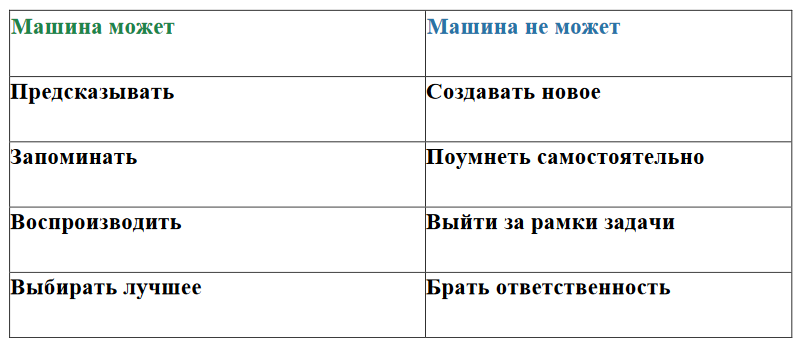 Машина может
Машина не может
Предсказывать
Создавать новое
Запоминать
Поумнеть самостоятельно
Воспроизводить
Выйти за рамки задачи
Выбирать лучшее
Брать ответственность